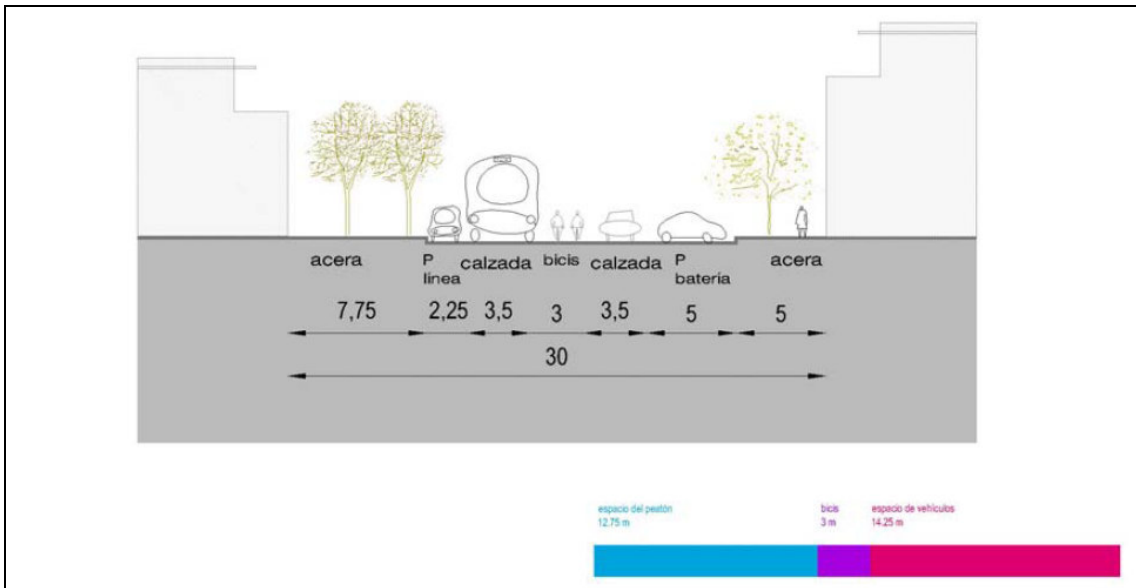 acera P calzada bicis calzada P acera
línea batería
7,75 2,25 3,5 3 3,5 5 5
30
espacio del peatón bicis espacio de vehículos
12.75 m 3 m 14.25 m